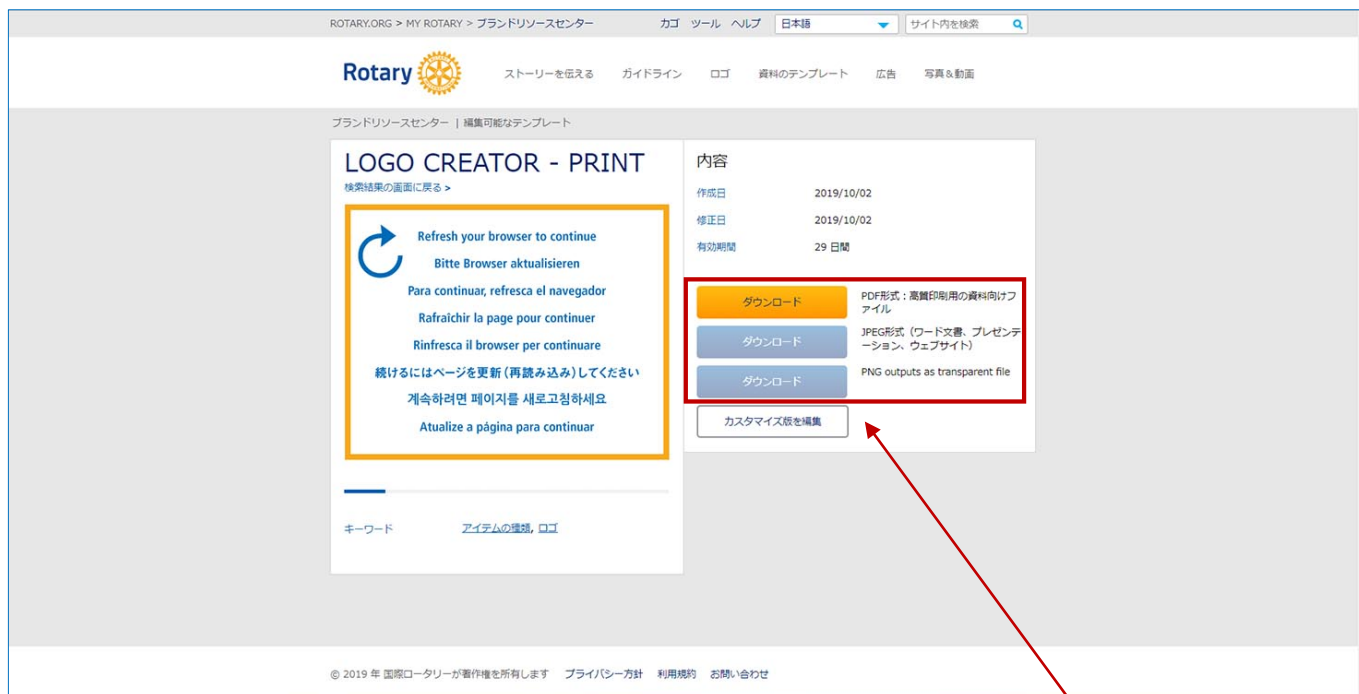 ROTARY.ORG > MY ROTARY > ブランドリソースセンター カゴ ツール ヘルプ 日本語 サイト内を検索
Rotary ストーリーを伝える ガイドライン ロゴ 資料のテンプレート 広告 写真&動画
ブランドリソースセンター | 編集可能なテンプレート
LOGO CREATOR - PRINT
検索結果の画面に戻る >
Refresh your browser to continue
Bitte Browser aktualisieren
Para continuar, refresca el navegador
Rafraîchir la page pour continuer
Rinfresca il browser per continuare
続けるにはページを更新(再読み込み)してください
계속하려면 페이지를 새로고침하세요
Atualize a página para continuar
キーワード アイテムの種類, ロゴ
内容
作成日 2019/10/02
修正日 2019/10/02
有効期間 29 日間
ダウンロード PDF形式:高質印刷用の資料向けフ
ァイル
ダウンロード JPEG形式(ワード文書、プレゼンテ
ーション、ウェブサイト)
ダウンロード PNG outputs as transparent file
カスタマイズ版を編集
© 2019 年 国際ロータリーが著作権を所有します プライバシー方針 利用規約 お問い合わせ